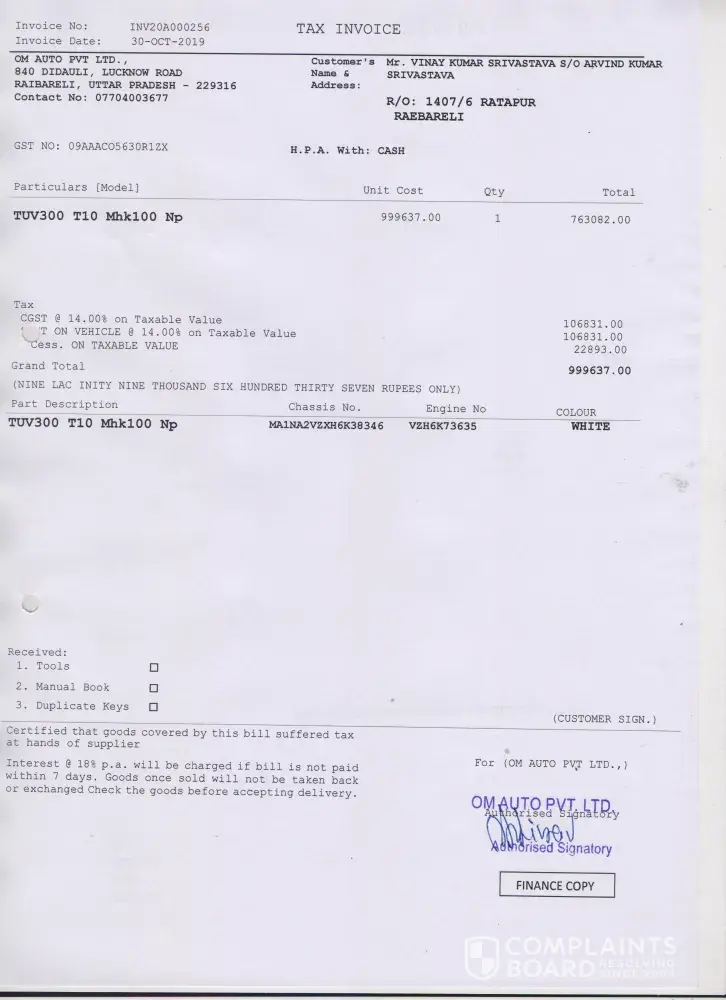 Invoice No: INV20A000256
TAX INVOICE
Invoice Date: 30-OCT-2019
OM AUTO PVT LTD.,
840 DIDAULI, LUCKNOW ROAD
RAIBARELI, UTTAR PRADESH - 229316
Contact No: 07704003677
Customer's Name & Address:
Mr. VINAY KUMAR SRIVASTAVA S/O ARVIND KUMAR
SRIVASTAVA
R/O: 1407/6 RATAPUR
RAEBARELI
GST NO: 09AAACO5630R1ZX
H.P.A. With: CASH
Particulars [Model] Unit Cost Qty Total
TUV300 T10 Mhk100 Np 999637.00 1 763082.00
Tax
CGST @ 14.00% on Taxable Value 106831.00
T ON VEHICLE @ 14.00% on Taxable Value 106831.00
Cess. ON TAXABLE VALUE 22893.00
Grand Total 999637.00
(NINE LAC INITY NINE THOUSAND SIX HUNDRED THIRTY SEVEN RUPEES ONLY)
Part Description Chassis No. Engine No COLOUR
TUV300 T10 Mhk100 Np MA1NA2VZXH6K38346 VZH6K73635 WHITE
Received:
1. Tools
2. Manual Book
3. Duplicate Keys
(CUSTOMER SIGN.)
Certified that goods covered by this bill suffered tax
at hands of supplier
Interest @ 18% p.a. will be charged if bill is not paid
within 7 days. Goods once sold will not be taken back
or exchanged Check the goods before accepting delivery.
For (OM AUTO PVT LTD.,)
OM AUTO PVT. LTD.
Authorised Signatory
Authorised Signatory
FINANCE COPY
COMPLAINTS
BOARD RESOLVING
SINCE 2004